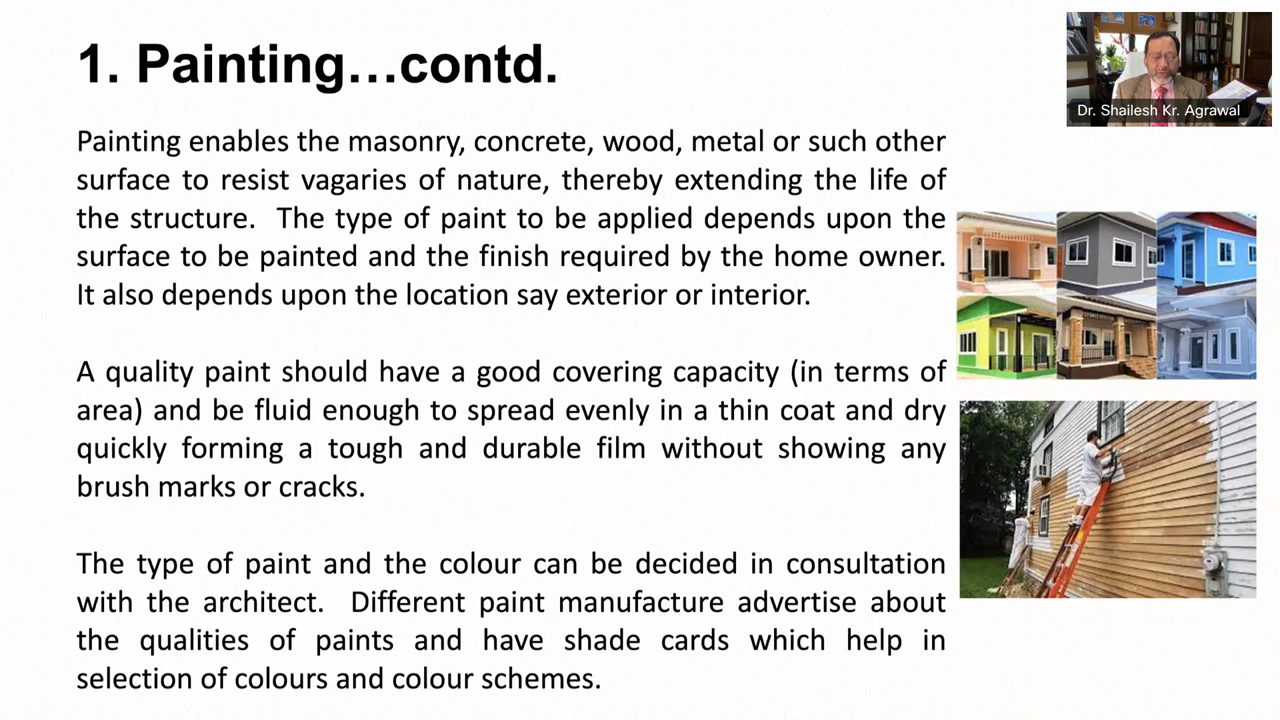 1. Painting…contd.
Dr. Shailesh Kr. Agrawal
Painting enables the masonry, concrete, wood, metal or such other
surface to resist vagaries of nature, thereby extending the life of
the structure.  The type of paint to be applied depends upon the
surface to be painted and the finish required by the home owner.
It also depends upon the location say exterior or interior.
A quality paint should have a good covering capacity (in terms of
area) and be fluid enough to spread evenly in a thin coat and dry
quickly forming a tough and durable film without showing any
brush marks or cracks.
The type of paint and the colour can be decided in consultation
with the architect.  Different paint manufacture advertise about
the qualities of paints and have shade cards which help in
selection of colours and colour schemes.